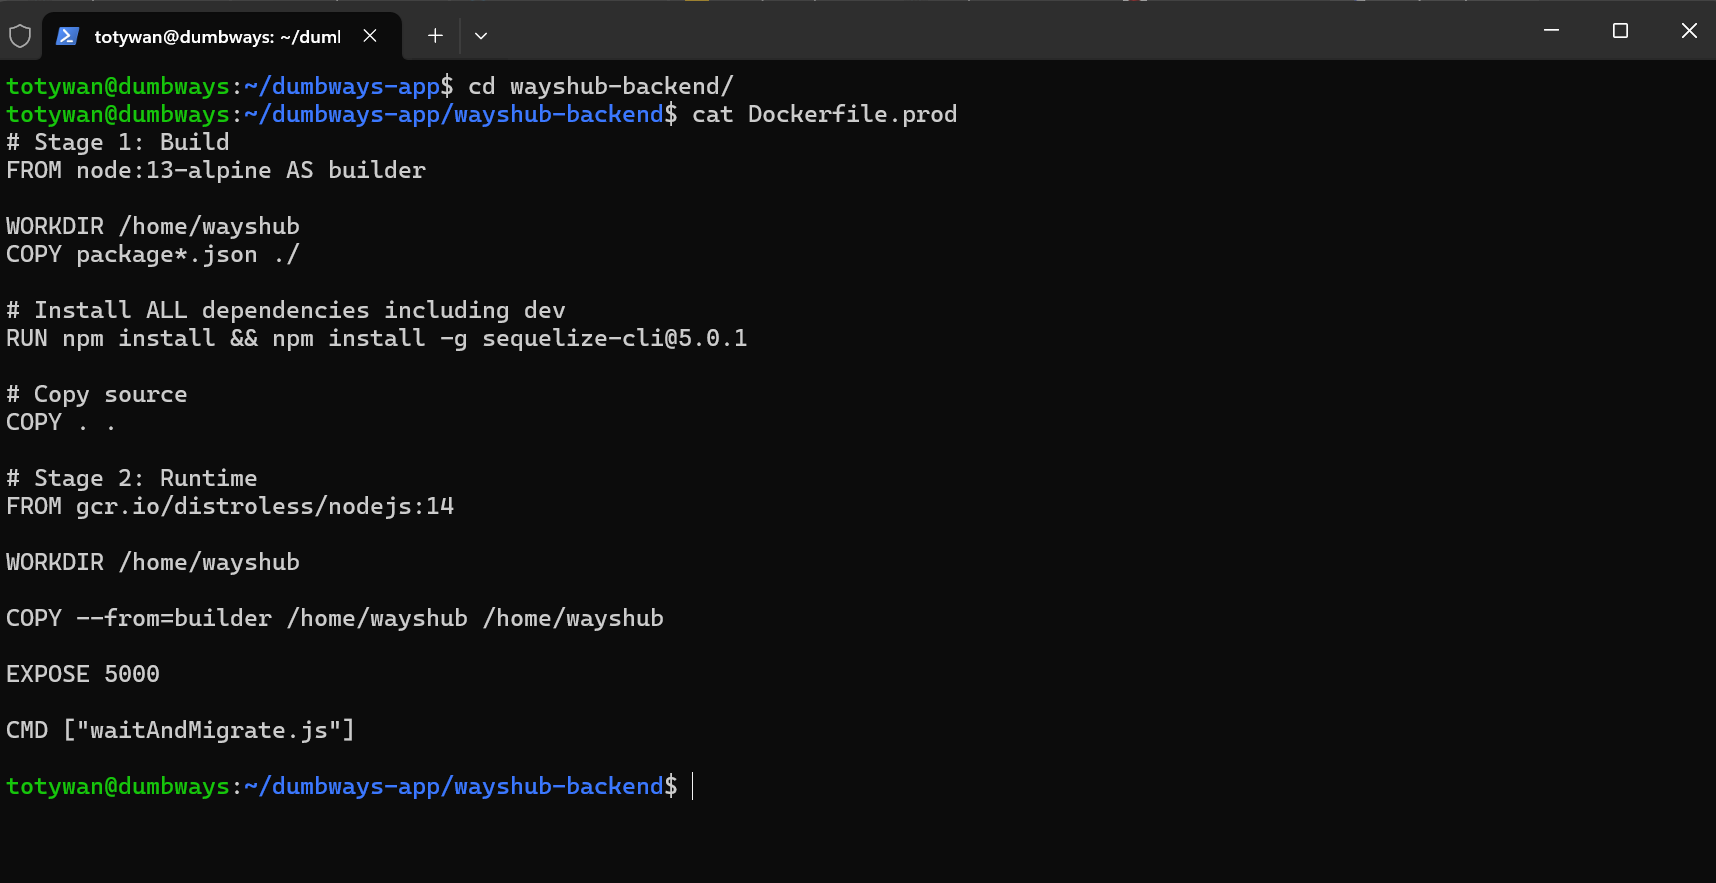 totywan@dumbways: ~/duml
totywan@dumbways:~/dumbways-app$ cd wayshub-backend/
totywan@dumbways:~/dumbways-app/wayshub-backend$ cat Dockerfile.prod
# Stage 1: Build
FROM node:13-alpine AS builder

WORKDIR /home/wayshub
COPY package*.json ./

# Install ALL dependencies including dev
RUN npm install && npm install -g sequelize-cli@5.0.1

# Copy source
COPY . .

# Stage 2: Runtime
FROM gcr.io/distroless/nodejs:14

WORKDIR /home/wayshub

COPY --from=builder /home/wayshub /home/wayshub

EXPOSE 5000

CMD ["waitAndMigrate.js"]

totywan@dumbways:~/dumbways-app/wayshub-backend$